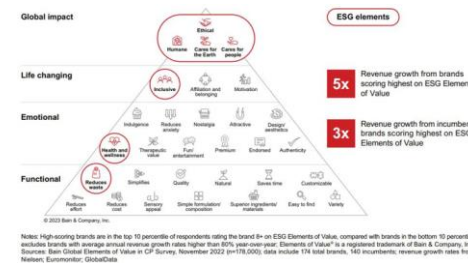 Global impact
ESG elements
Ethical
Humane
Cares for
the Earth
Cares for
people
Life changing
Inclusive
Affiliation and
belonging
Motivation
5x
Revenue growth from brands
scoring highest on ESG Element
of Value
Emotional
Indulgence
Reduces
anxiety
Nostalgia
Attractive
Design/
aesthetics
3x
Revenue growth from incumben
brands scoring highest on ESG
Elements of Value
Health and
wellness
Therapeutic
value
Fun/
entertainment
Premium
Endorsed
Authenticity
Functional
Reduces
waste
Simplifies
Quality
Natural
Saves time
Customizable
Reduces
effort
Reduces
cost
Sensory
appeal
Simple formulation/
composition
Superior ingredients/
materials
Easy to find
Variety
© 2023 Bain & Company, Inc.
Notes: High-scoring brands are in the top 10 percentile of respondents rating the brand 8+ on ESG Elements of Value, compared with brands in the bottom 10 percenti
excludes brands with average annual revenue growth rates higher than 80% year-over-year; Elements of Value® is a registered trademark of Bain & Company, In
Sources: Bain Global Elements of Value in CP Survey, November 2022 (n=178,000); data include 174 total brands, 140 incumbents; revenue growth rates fro
Nielsen; Euromonitor; GlobalData